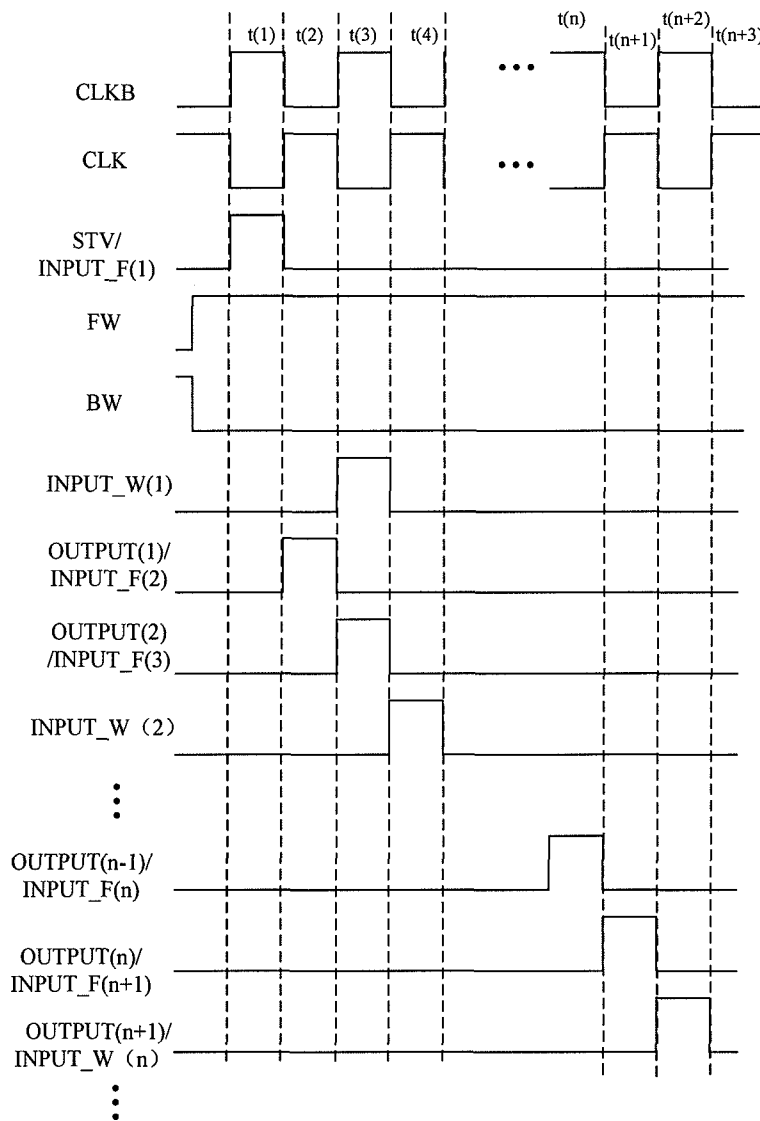 t(1) t(2) t(3) t(4) t(n) t(n+1) t(n+2) t(n+3)
CLKB
CLK
STV/
INPUT_F(1)
FW
BW
INPUT_W(1)
OUTPUT(1)/
INPUT_F(2)
OUTPUT(2)
/INPUT_F(3)
INPUT_W（2）
OUTPUT(n-1)/
INPUT_F(n)
OUTPUT(n)/
INPUT_F(n+1)
OUTPUT(n+1)/
INPUT_W（n）